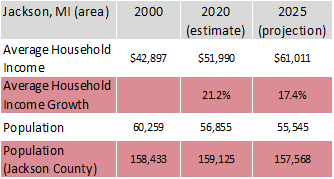 Jackson, MI (area) 2000 2020 2025
(estimate) (projection)
Average Household
Income $42,897 $51,990 $61,011
Average Household
Income Growth 21.2% 17.4%
Population 60,259 56,855 55,545
Population
(Jackson County) 158,433 159,125 157,568